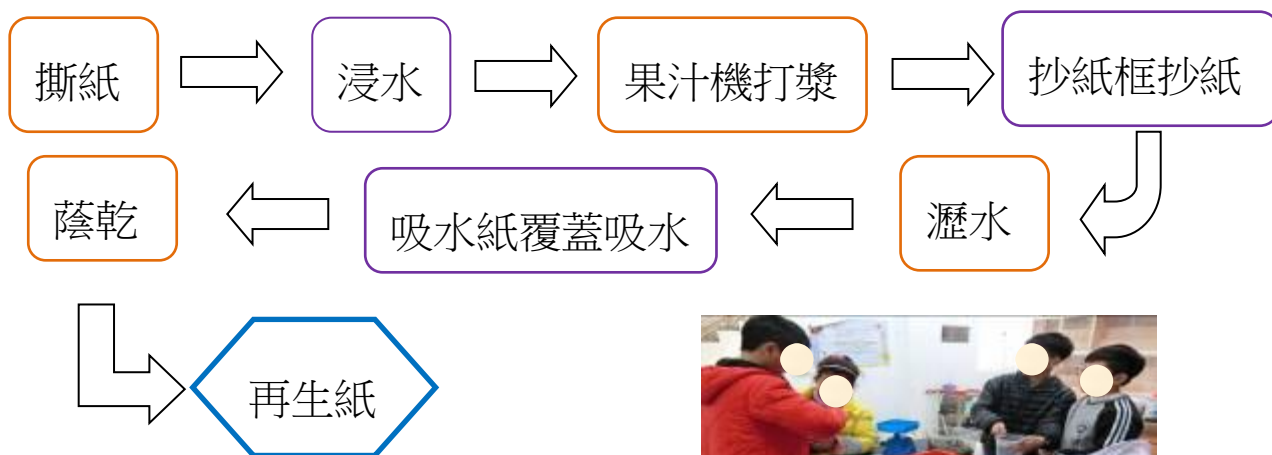 撕紙
浸水
果汁機打漿
抄紙框抄紙
瀝水
吸水紙覆蓋吸水
蔭乾
再生紙